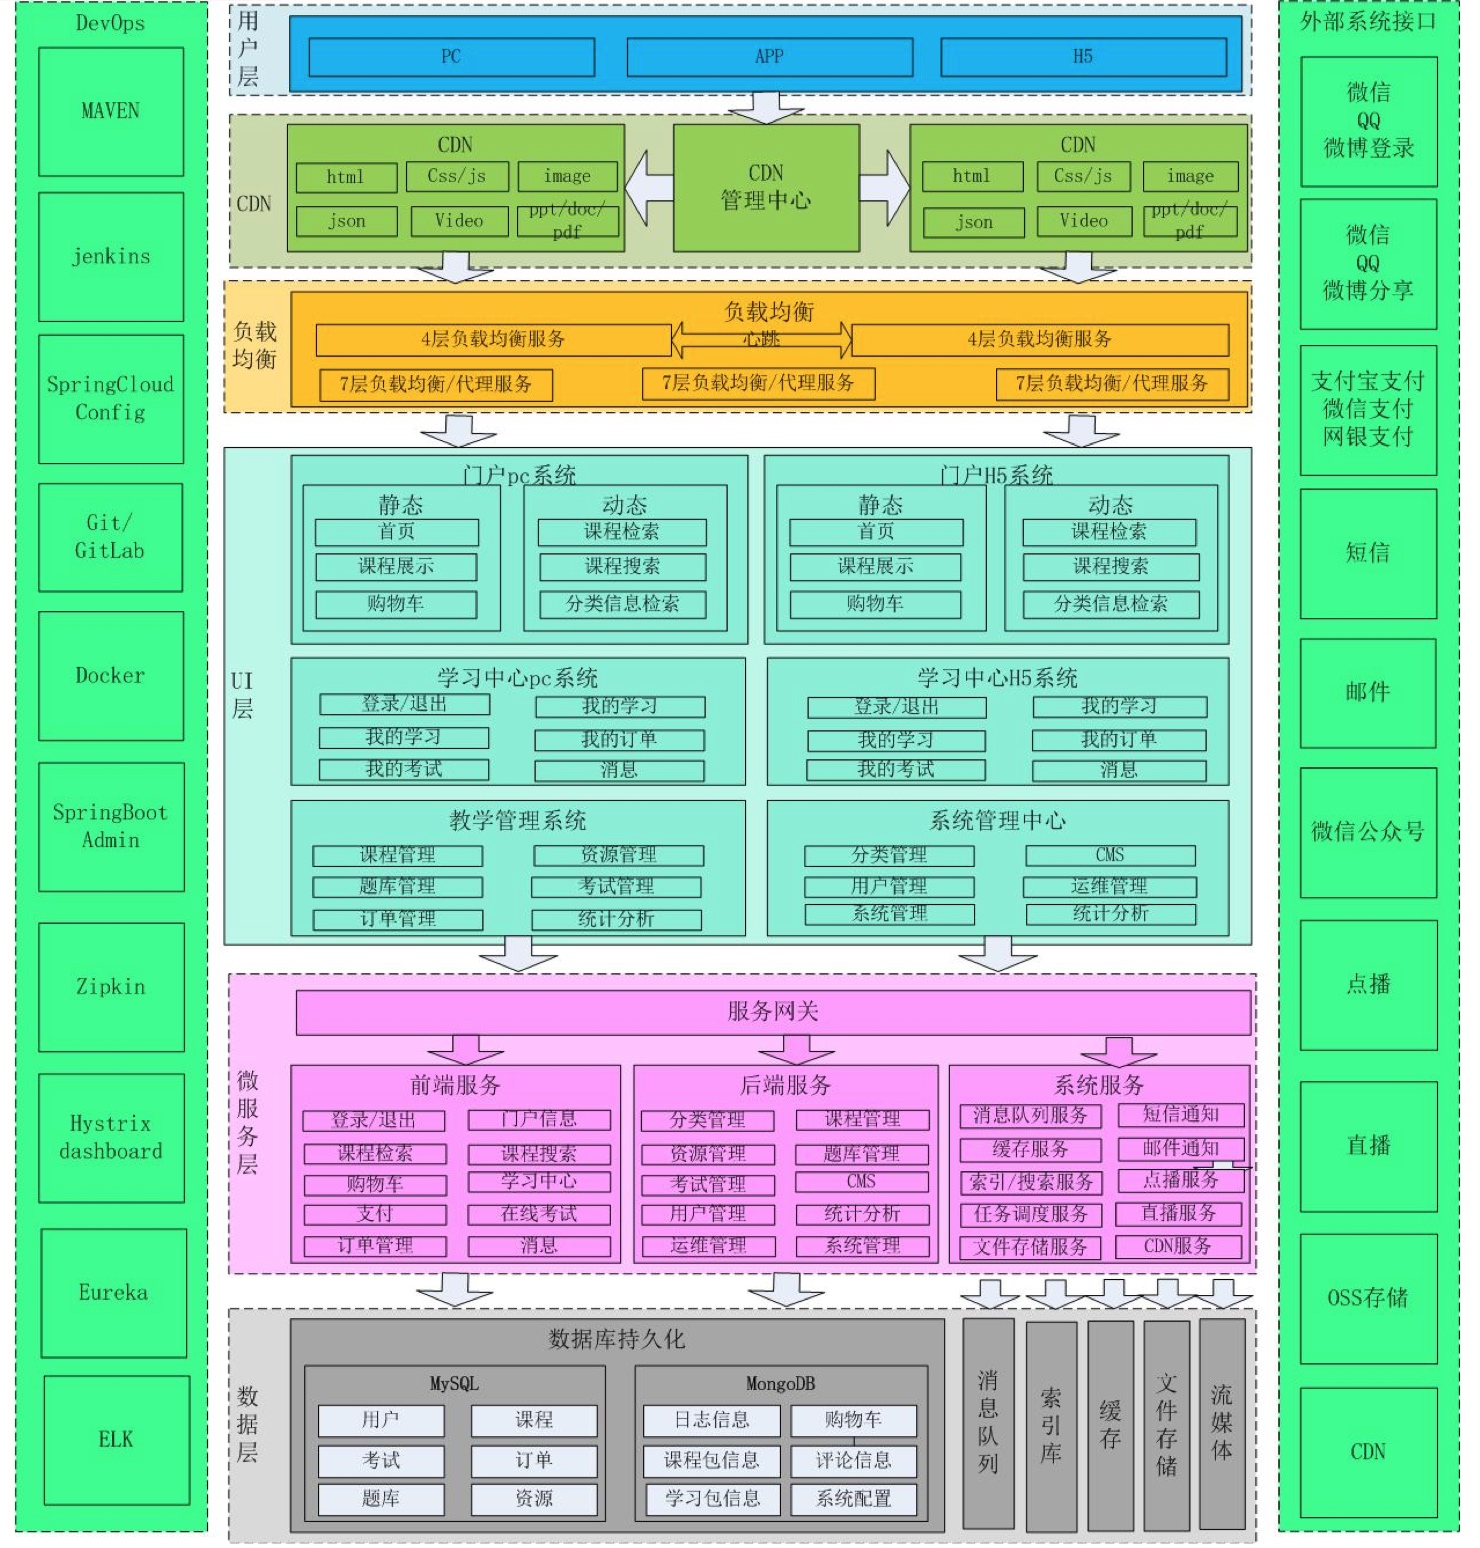 DevOps
MAVEN
jenkins
SpringCloud
Config
Git/
GitLab
Docker
SpringBoot
Admin
Zipkin
Hystrix
dashboard
Eureka
ELK
用
户
层
PC
APP
H5
CDN
CDN
html
Css/js
image
json
Video
ppt/doc/
pdf
CDN
管理中心
CDN
html
Css/js
image
json
Video
ppt/doc/
pdf
负载
均衡
负载均衡
4层负载均衡服务
心跳
4层负载均衡服务
7层负载均衡/代理服务
7层负载均衡/代理服务
7层负载均衡/代理服务
UI
层
门户pc系统
静态
首页
课程展示
购物车
动态
课程检索
课程搜索
分类信息检索
门户H5系统
静态
首页
课程展示
购物车
动态
课程检索
课程搜索
分类信息检索
学习中心pc系统
登录/退出
我的学习
我的学习
我的订单
我的考试
消息
学习中心H5系统
登录/退出
我的学习
我的学习
我的订单
我的考试
消息
教学管理系统
课程管理
资源管理
题库管理
考试管理
订单管理
统计分析
系统管理中心
分类管理
CMS
用户管理
运维管理
系统管理
统计分析
微
服
务
层
服务网关
前端服务
登录/退出
门户信息
课程检索
课程搜索
购物车
学习中心
支付
在线考试
订单管理
消息
后端服务
分类管理
课程管理
资源管理
题库管理
考试管理
CMS
用户管理
统计分析
运维管理
系统管理
系统服务
消息队列服务
短信通知
缓存服务
邮件通知
索引/搜索服务
点播服务
任务调度服务
直播服务
文件存储服务
CDN服务
数
据
层
数据库持久化
MySQL
用户
课程
考试
订单
题库
资源
MongoDB
日志信息
购物车
课程包信息
评论信息
学习包信息
系统配置
消
息
队
列
索
引
库
缓
存
文
件
存
储
流
媒
体
外部系统接口
微信
QQ
微博登录
微信
QQ
微博分享
支付宝支付
微信支付
网银支付
短信
邮件
微信公众号
点播
直播
OSS存储
CDN